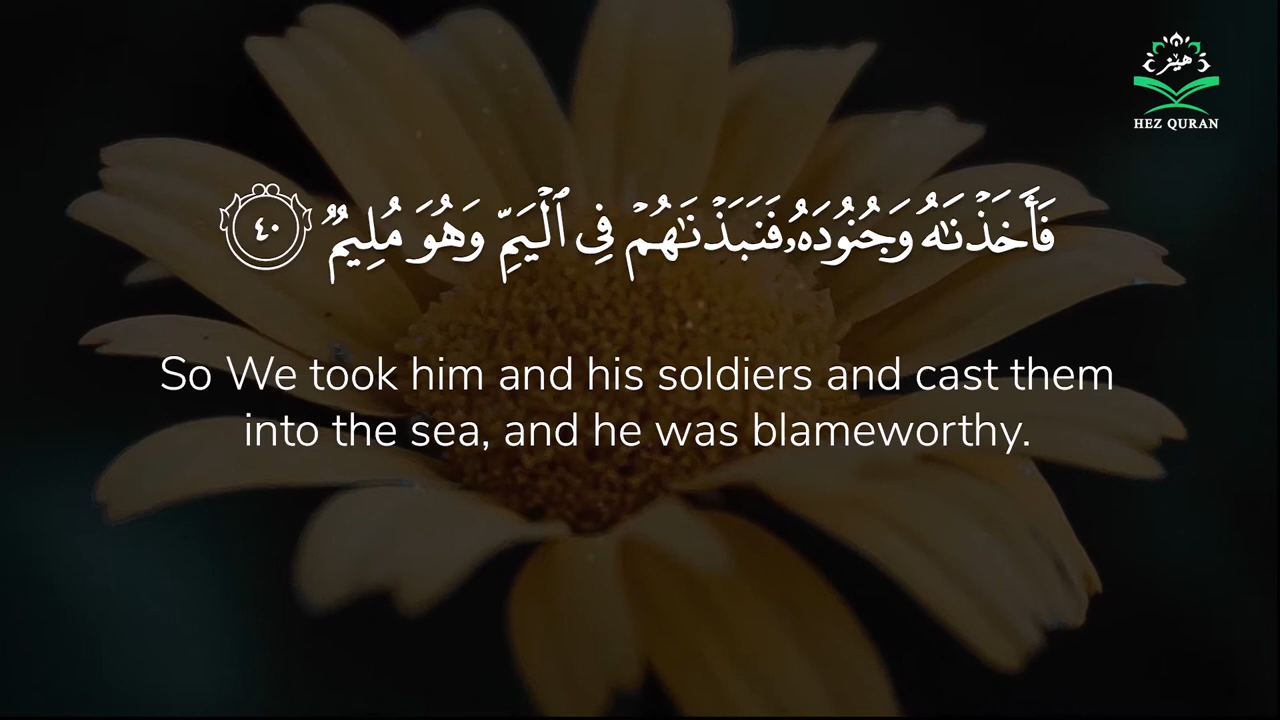 هيز
HEZ QURAN
فَأَخَذْنَٰهُ وَجُنُودَهُۥ فَنَبَذْنَٰهُمْ فِى ٱلْيَمِّ وَهُوَ مُلِيمٌۭ ٤٠
So We took him and his soldiers and cast them
into the sea, and he was blameworthy.